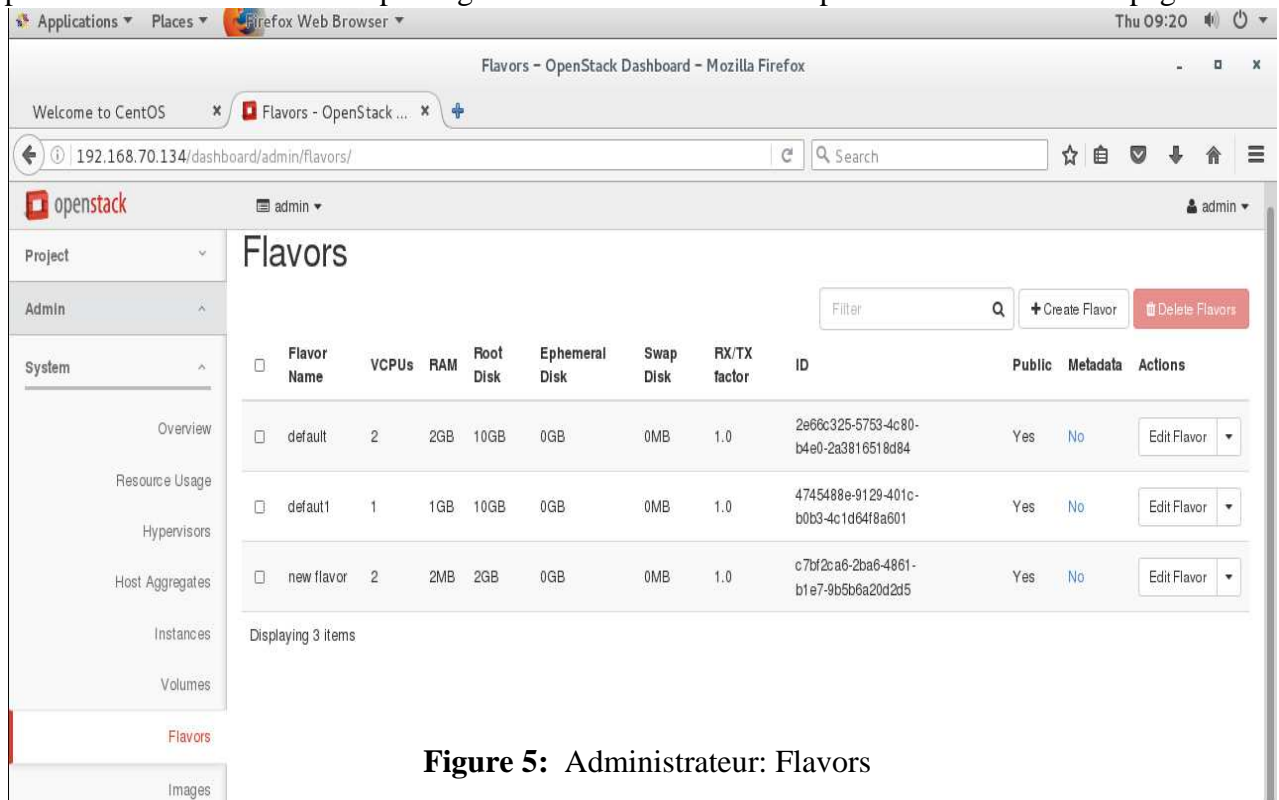 Applications Places Firefox Web Browser Thu 09:20
Flavors - OpenStack Dashboard - Mozilla Firefox
Welcome to CentOS Flavors - OpenStack ...
192.168.70.134/dashboard/admin/flavors/ Search
openstack admin admin
Project
Flavors
Admin
Filter Create Flavor Delete Flavors
System
Flavor Name VCPUs RAM Root Disk Ephemeral Disk Swap Disk RX/TX factor ID Public Metadata Actions
Overview
default 2 2GB 10GB 0GB 0MB 1.0 2e66c325-5753-4c80-b4e0-2a3816518d84 Yes No Edit Flavor
Resource Usage
defaut1 1 1GB 10GB 0GB 0MB 1.0 4745488e-9129-401c-b0b3-4c1d64f8a601 Yes No Edit Flavor
Hypervisors
Host Aggregates
new flavor 2 2MB 2GB 0GB 0MB 1.0 c7bf2ca6-2ba6-4861-b1e7-9b5b6a20d2d5 Yes No Edit Flavor
Instances
Displaying 3 items
Volumes
Flavors
Figure 5: Administrateur: Flavors
Images